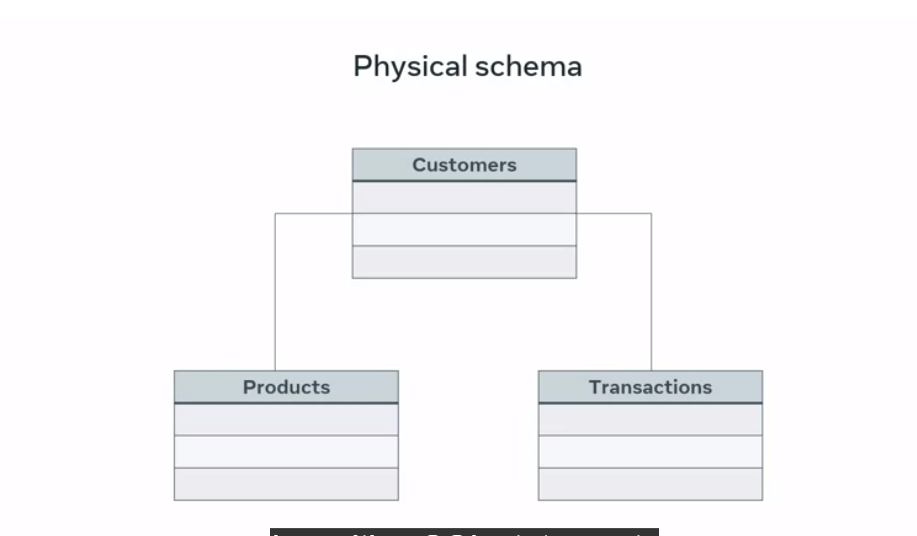 Physical schema
Customers
Products
Transactions